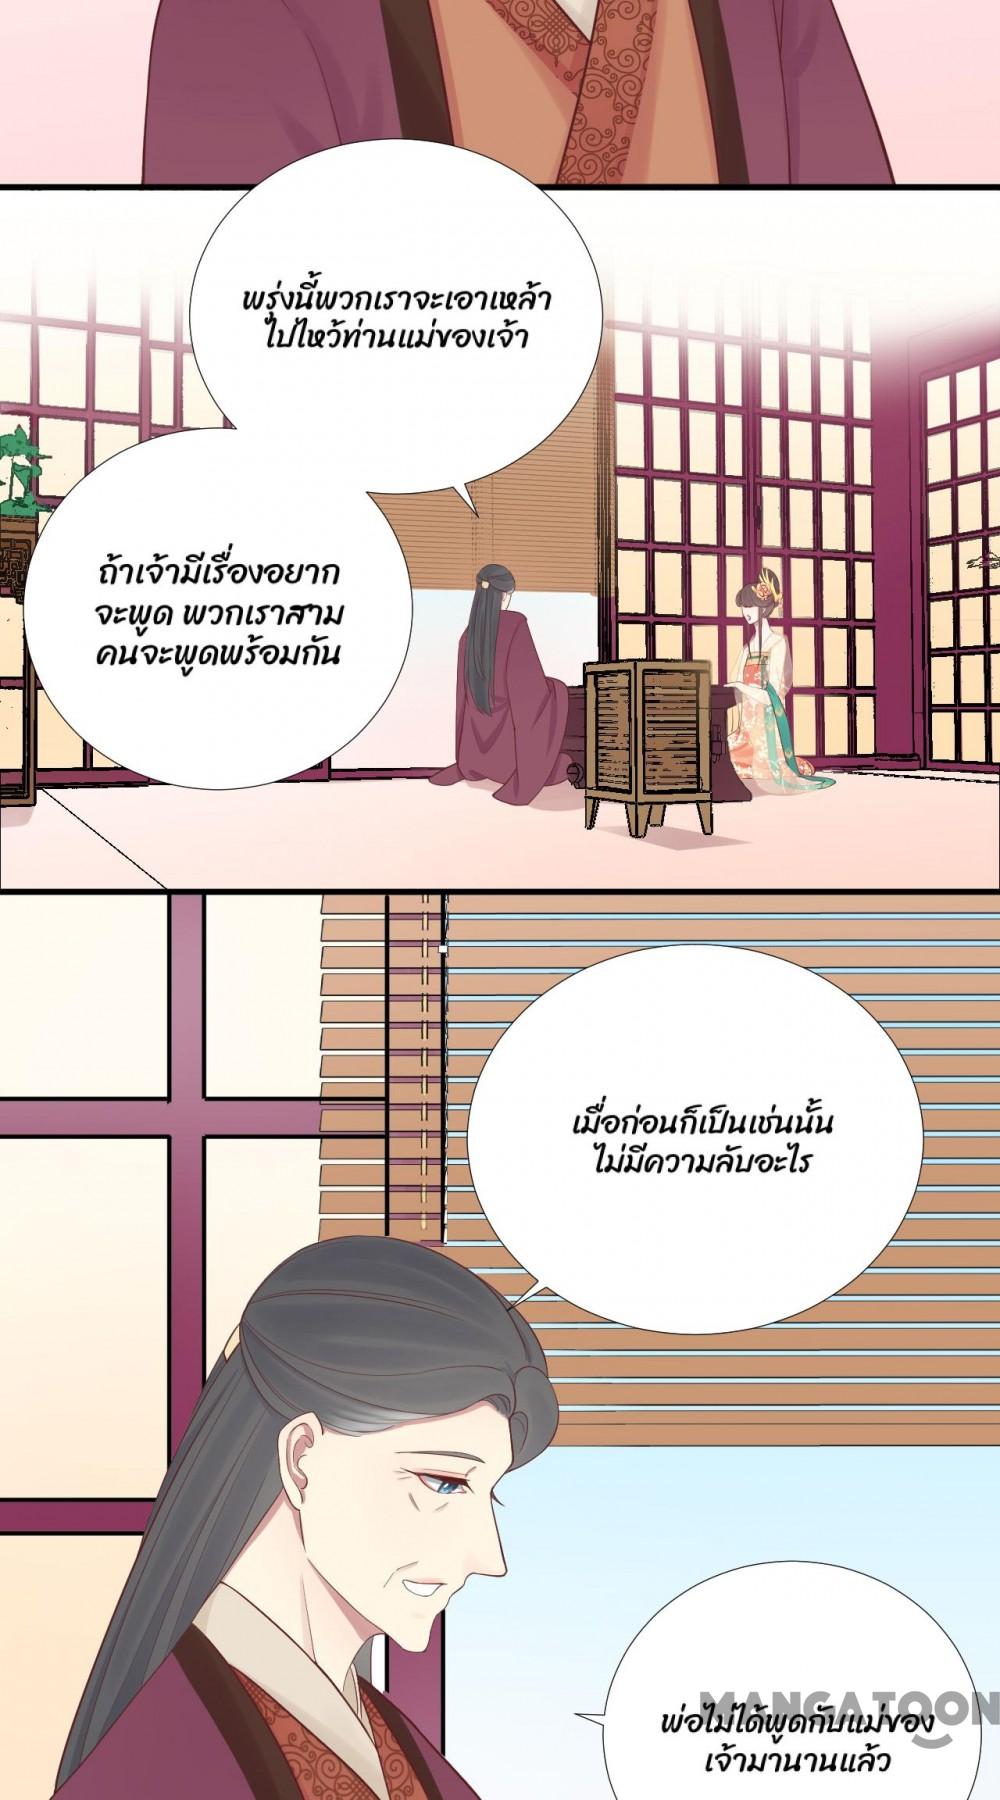 พรุ่งนี้พวกเราจะเอาเหล้า
ไปไหว้ท่านแม่ของเจ้า
ถ้าเจ้ามีเรื่องอยาก
จะพูด พวกเราสาม
คนจะพูดพร้อมกัน
เมื่อก่อนก็เป็นเช่นนั้น
ไม่มีความลับอะไร
MANGATOON
พ่อไม่ได้พูดกับแม่ของ
เจ้ามานานแล้ว